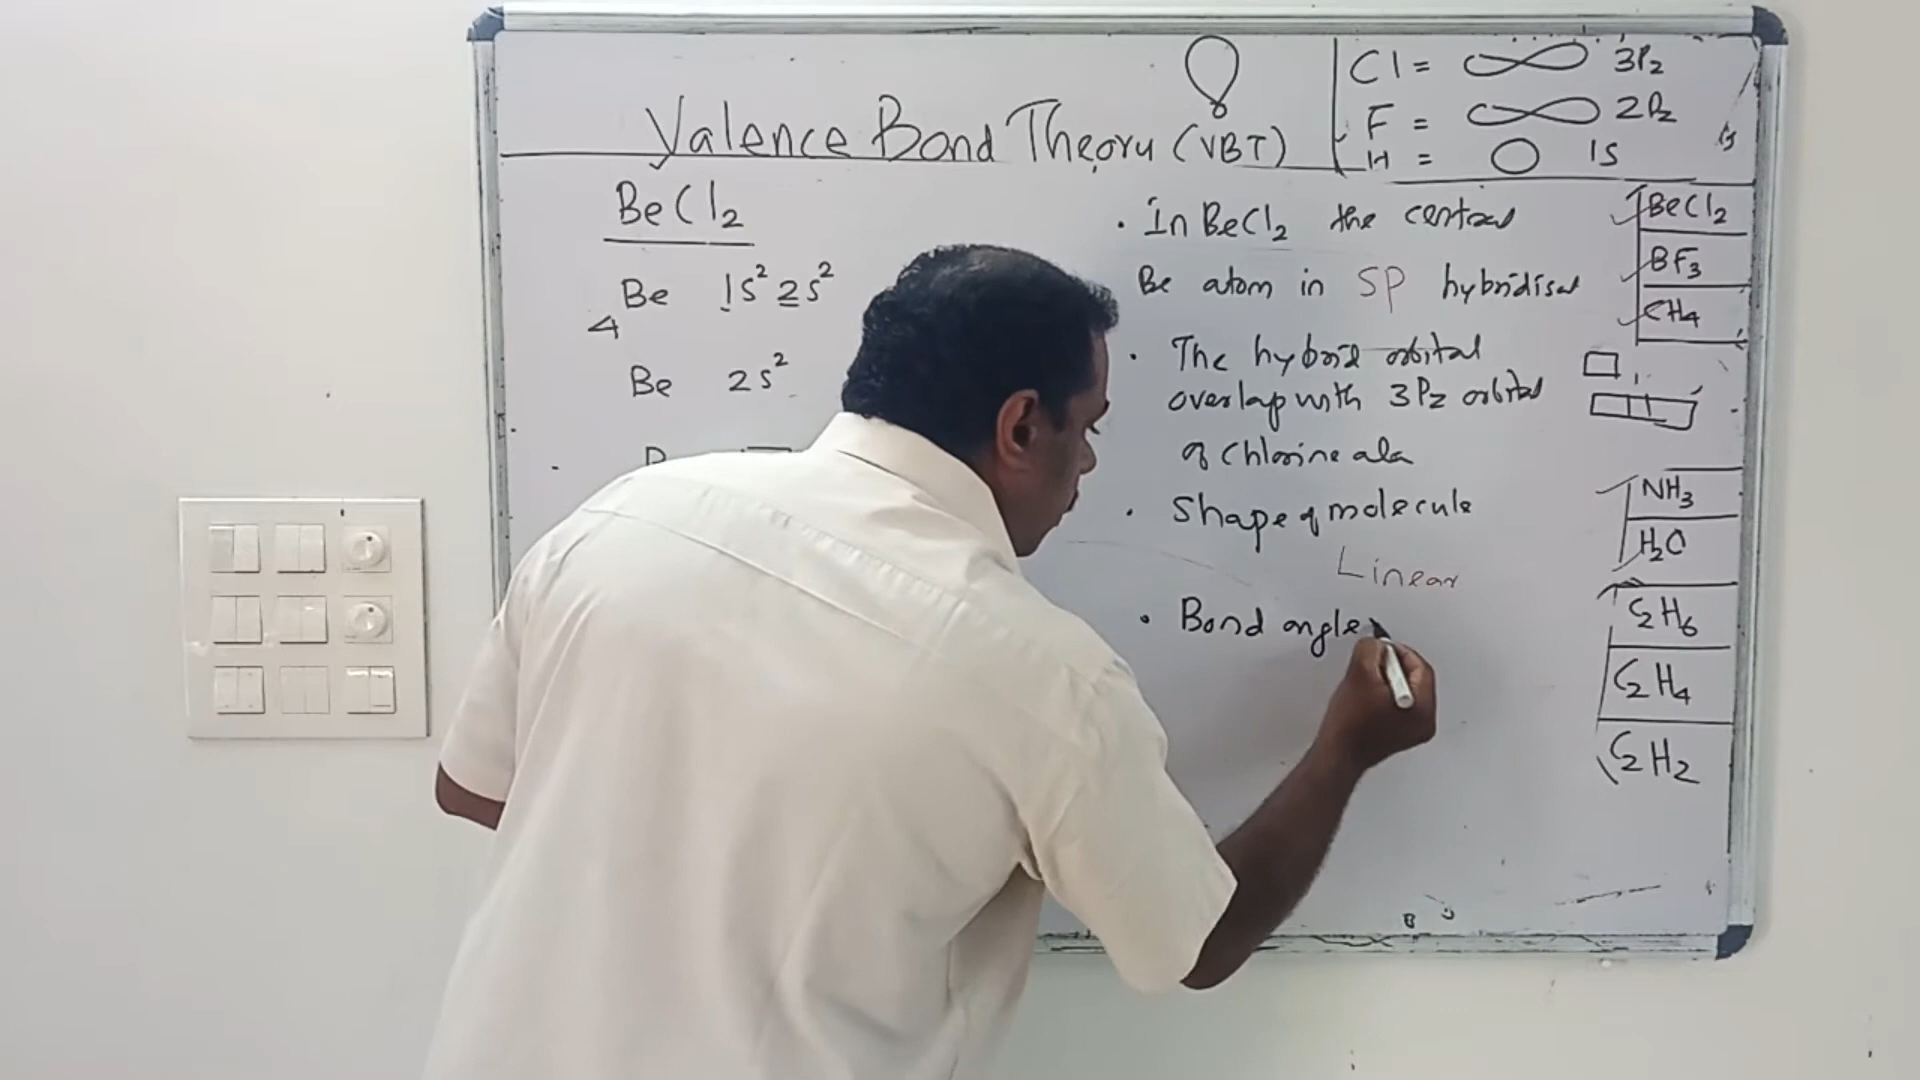 Valence Bond Theory (VBT)
Cl = 3Pz
F = 2Pz
H = 1S
BeCl2
Be 1s² 2s²
4
Be 2s²
• In BeCl2 the central
Be atom in SP hybridised
• The hybrid orbital
overlap with 3Pz orbital
of chlorine
• Shape of molecule
Linear
• Bond angle
BeCl2
BF3
CH4
NH3
H2O
C2H6
C2H4
C2H2